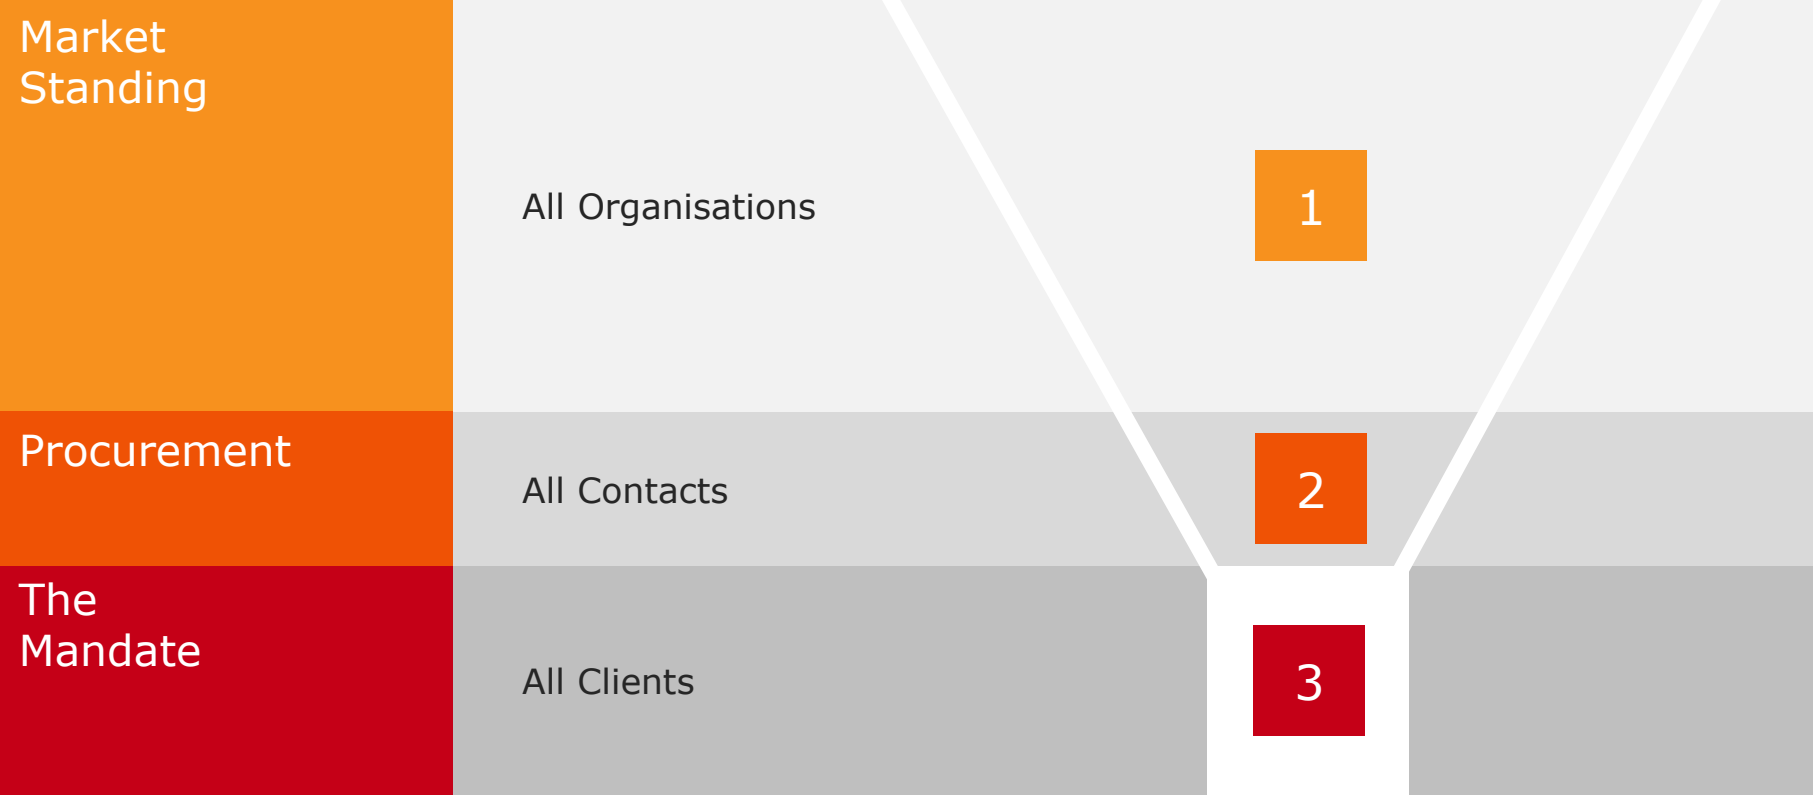 Market
Standing
All Organisations
1
Procurement
All Contacts
2
The
Mandate
All Clients
3